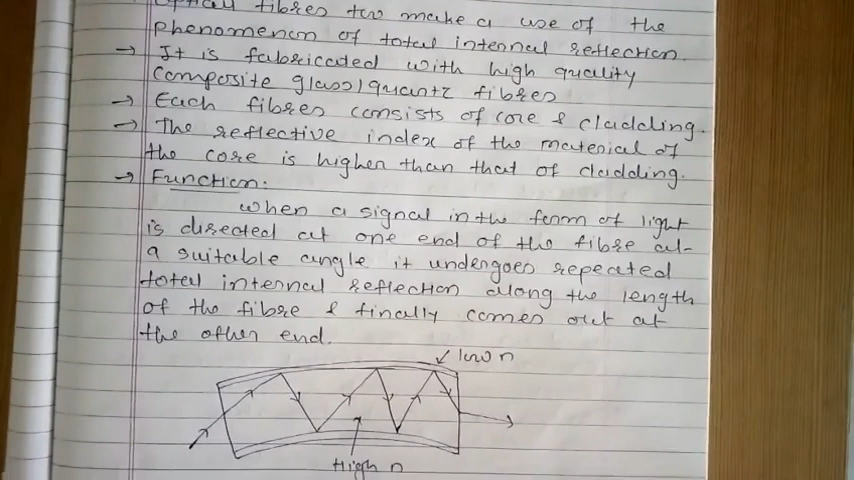 Optical fibres too make a use of the
phenomenon of total internal reflection.
→ It is fabricated with high quality
composite glass/quantz fibres
→ Each fibres consists of core & cladding.
→ The reflective index of the material of
the core is higher than that of cladding.
→ Function:
When a signal in the form of light
is directed at one end of the fibre at
a suitable angle it undergoes repeated
total internal reflection along the length
of the fibre & finally comes out at
the other end.
low n
High n